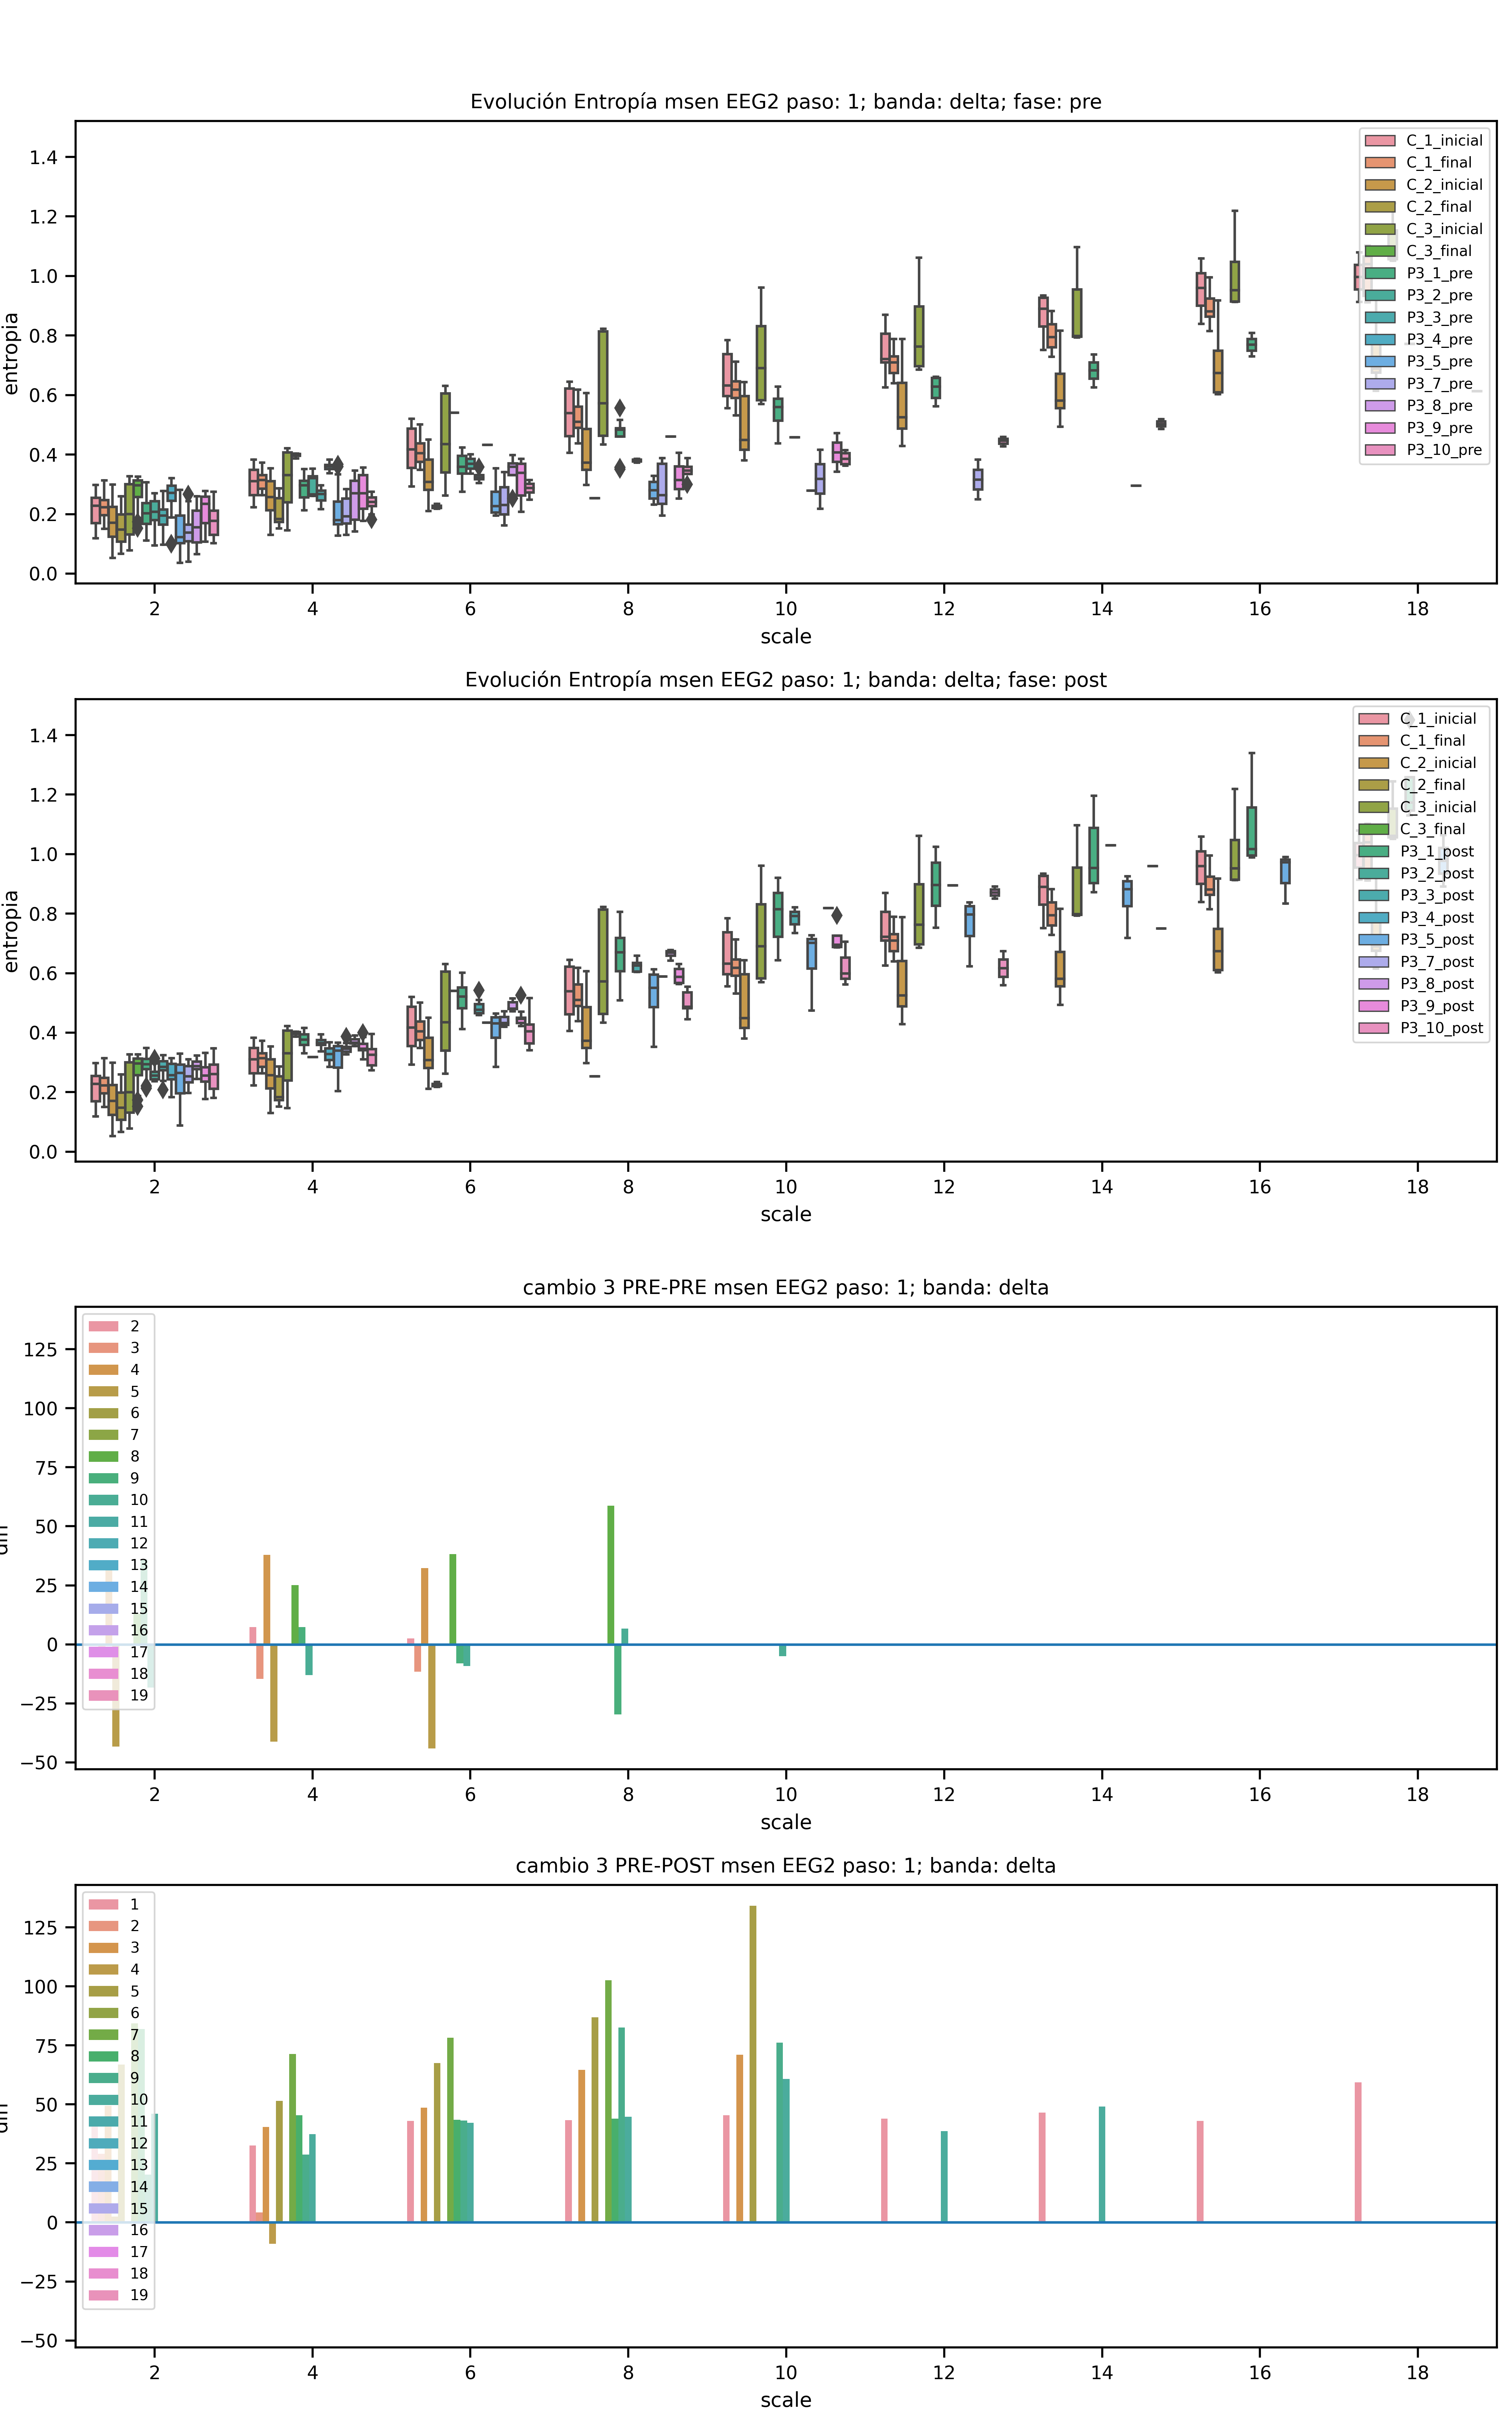 Evolución Entropía msen EEG2 paso: 1; banda: delta; fase: pre
entropia
1.4
1.2
1.0
0.8
0.6
0.4
0.2
0.0
C_1_inicial
C_1_final
C_2_inicial
C_2_final
C_3_inicial
C_3_final
P3_1_pre
P3_2_pre
P3_3_pre
P3_4_pre
P3_5_pre
P3_7_pre
P3_8_pre
P3_9_pre
P3_10_pre
2 4 6 8 10 12 14 16 18
scale
Evolución Entropía msen EEG2 paso: 1; banda: delta; fase: post
entropia
1.4
1.2
1.0
0.8
0.6
0.4
0.2
0.0
C_1_inicial
C_1_final
C_2_inicial
C_2_final
C_3_inicial
C_3_final
P3_1_post
P3_2_post
P3_3_post
P3_4_post
P3_5_post
P3_7_post
P3_8_post
P3_9_post
P3_10_post
2 4 6 8 10 12 14 16 18
scale
cambio 3 PRE-PRE msen EEG2 paso: 1; banda: delta
125
100
75
50
25
0
−25
−50
2
3
4
5
6
7
8
9
10
11
12
13
14
15
16
17
18
19
2 4 6 8 10 12 14 16 18
scale
cambio 3 PRE-POST msen EEG2 paso: 1; banda: delta
125
100
75
50
25
0
−25
−50
1
2
3
4
5
6
7
8
9
10
11
12
13
14
15
16
17
18
19
2 4 6 8 10 12 14 16 18
scale